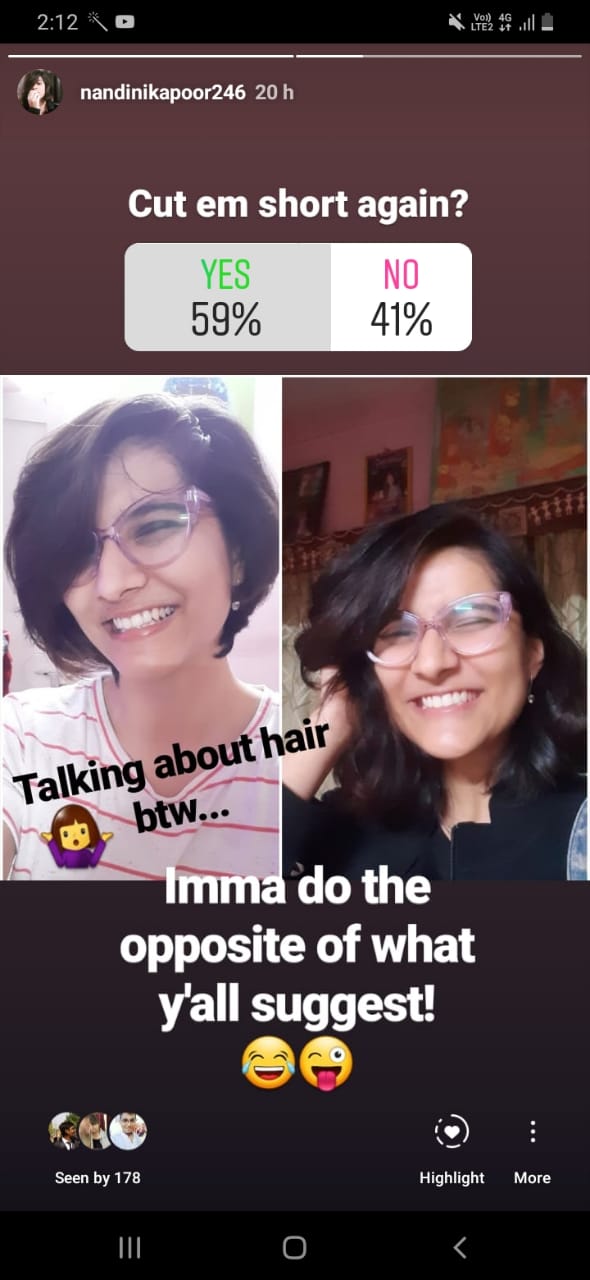 2:12
Vo)) 4G
LTE2
nandinikapoor246 20 h
Cut em short again?
YES NO
59% 41%
Talking about hair
btw...
Imma do the
opposite of what
y'all suggest!
Seen by 178
Highlight
More